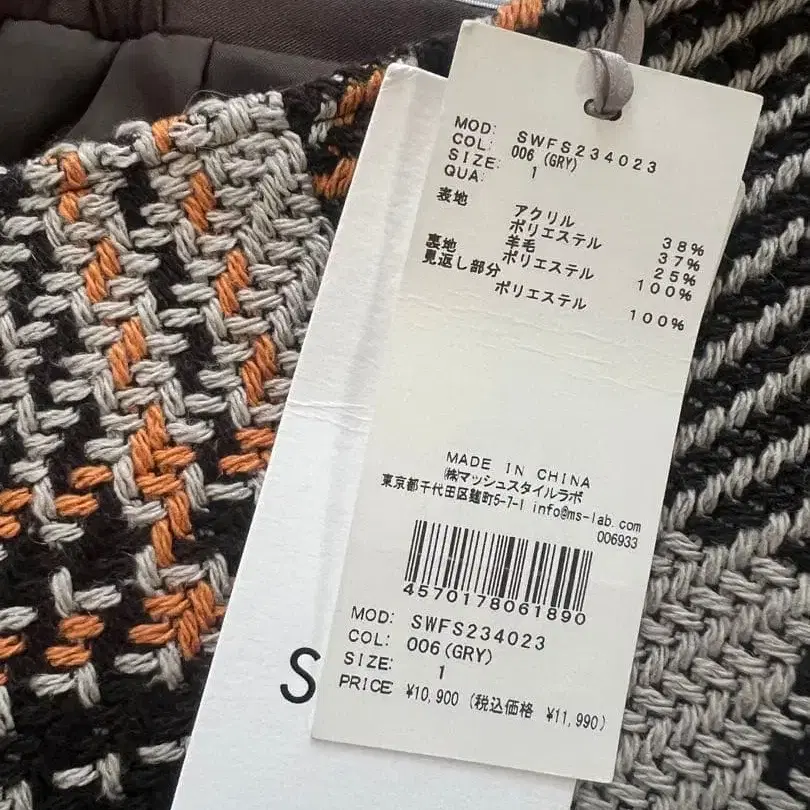 MOD: SWFS234023
COL: 006 (GRY)
SIZE: 1
QUA:
表地 アクリル 38%
ポリエステル 37%
羊毛 25%
裏地 ポリエステル 100%
見返し部分
ポリエステル 100%
MADE IN CHINA
㈱マッシュスタイルラボ
東京都千代田区麹町5-7-1 info@ms-lab.com
006933
4570178061890
MOD: SWFS234023
COL: 006(GRY)
SIZE: 1
PRICE ¥10,900 (税込価格 ¥11,990)
S